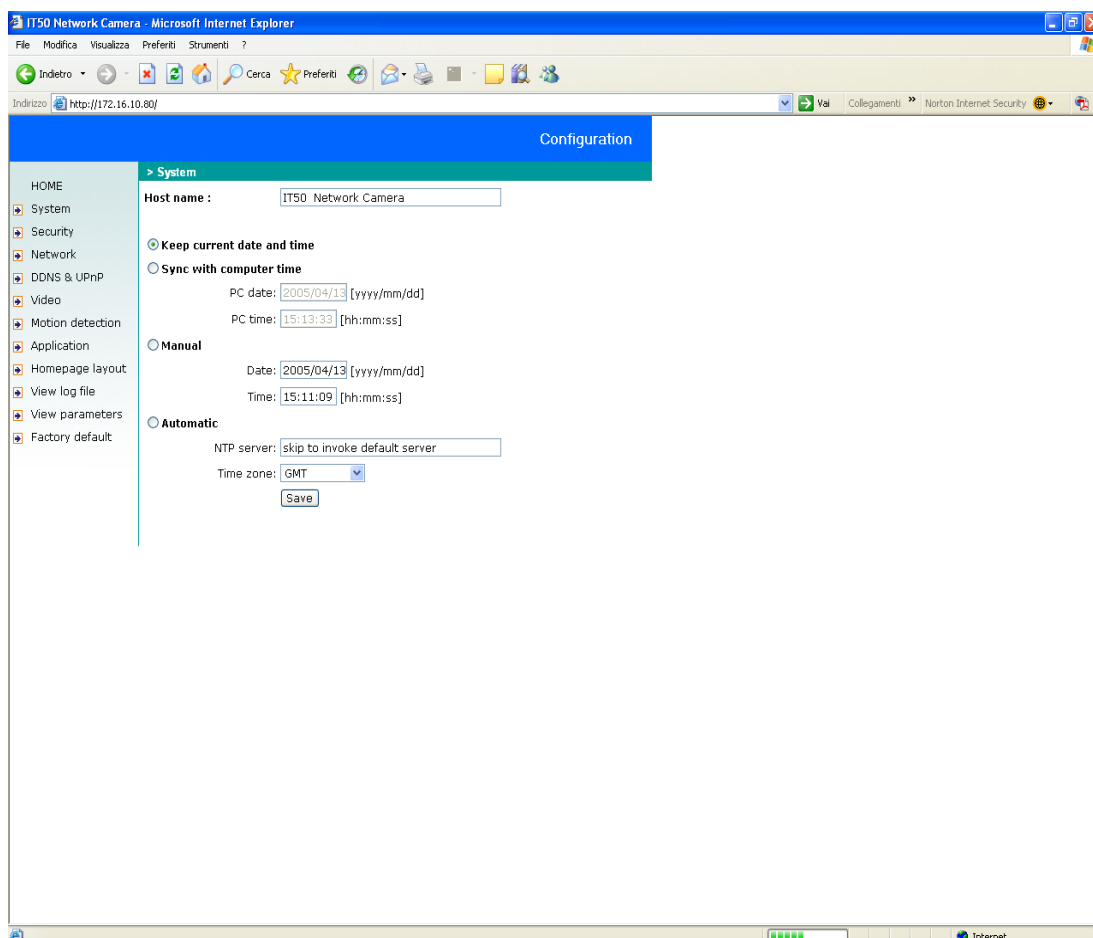 IT50 Network Camera - Microsoft Internet Explorer
File Modifica Visualizza Preferiti Strumenti ?
Indietro Cerca Preferiti
Indirizzo http://172.16.10.80/ Vai Collegamenti » Norton Internet Security
Configuration
> System
HOME
System
Security
Network
DDNS & UPnP
Video
Motion detection
Application
Homepage layout
View log file
View parameters
Factory default
Host name : IT50 Network Camera
Keep current date and time
Sync with computer time
PC date: 2005/04/13 [yyyy/mm/dd]
PC time: 15:13:33 [hh:mm:ss]
Manual
Date: 2005/04/13 [yyyy/mm/dd]
Time: 15:11:09 [hh:mm:ss]
Automatic
NTP server: skip to invoke default server
Time zone: GMT
Save
Internet